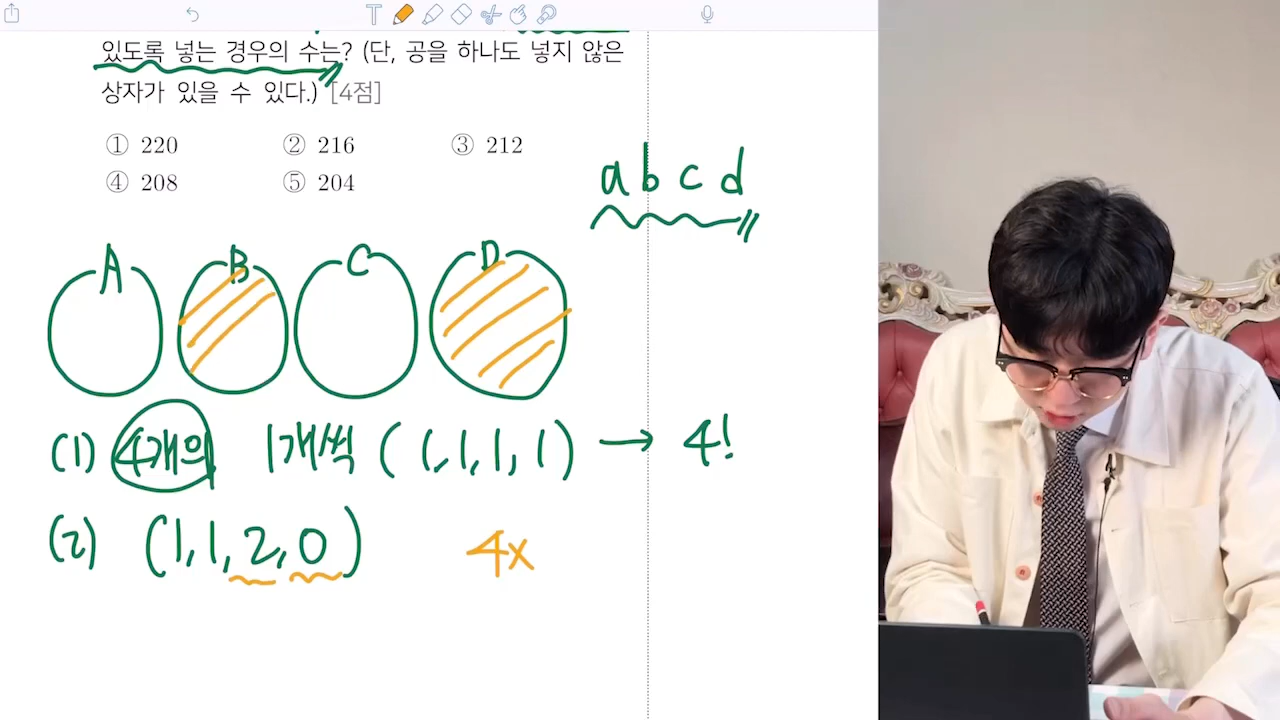 있도록 넣는 경우의 수는? (단, 공을 하나도 넣지 않은
상자가 있을 수 있다.) [4점]
① 220 ② 216 ③ 212
④ 208 ⑤ 204
a b c d
A B C D
(1) 4개의 1개씩 (1, 1, 1, 1) → 4!
(2) (1, 1, 2, 0) 4×